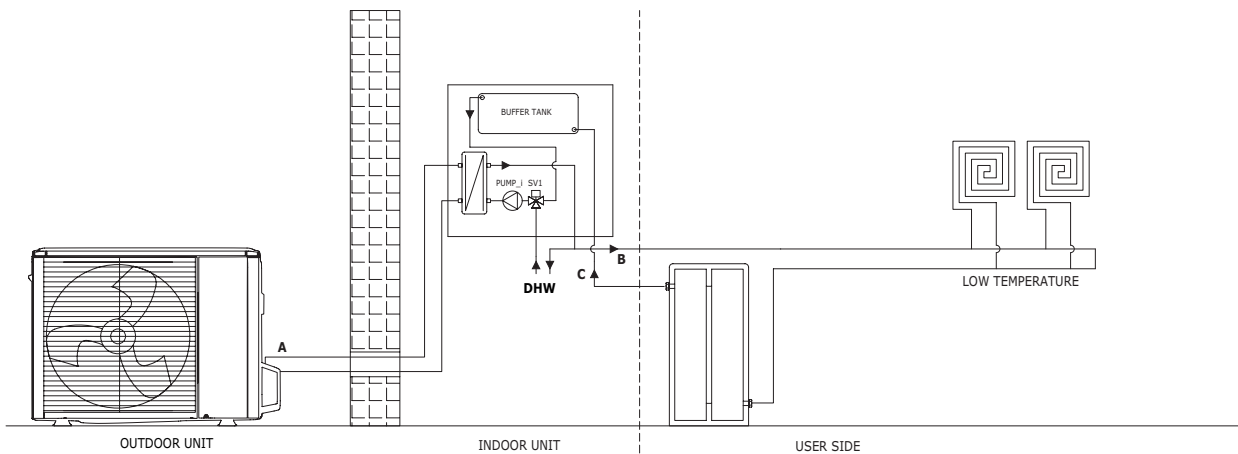 BUFFER TANK
PUMP_i SV1
B
C
DHW
LOW TEMPERATURE
A
OUTDOOR UNIT
INDOOR UNIT
USER SIDE